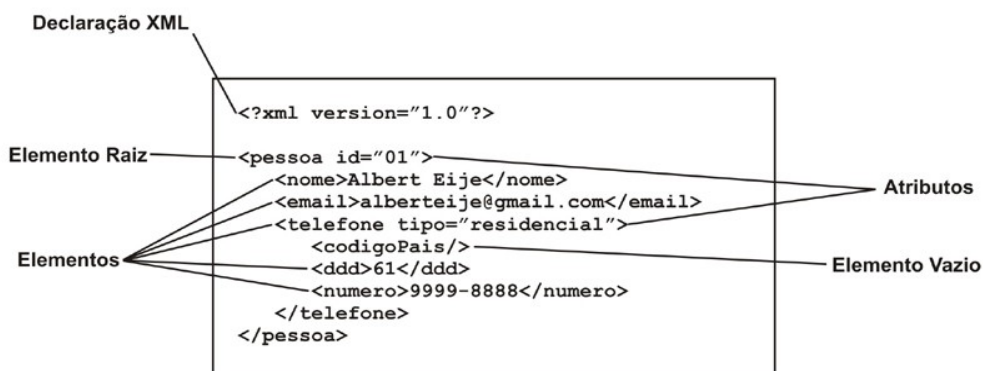 Declaração XML
<?xml version="1.0"?>
Elemento Raiz
<pessoa id="01">
<nome>Albert Eije</nome>
<email>alberteije@gmail.com</email>
Atributos
<telefone tipo="residencial">
<codigoPais/>
Elementos
<ddd>61</ddd>
Elemento Vazio
<numero>9999-8888</numero>
</telefone>
</pessoa>